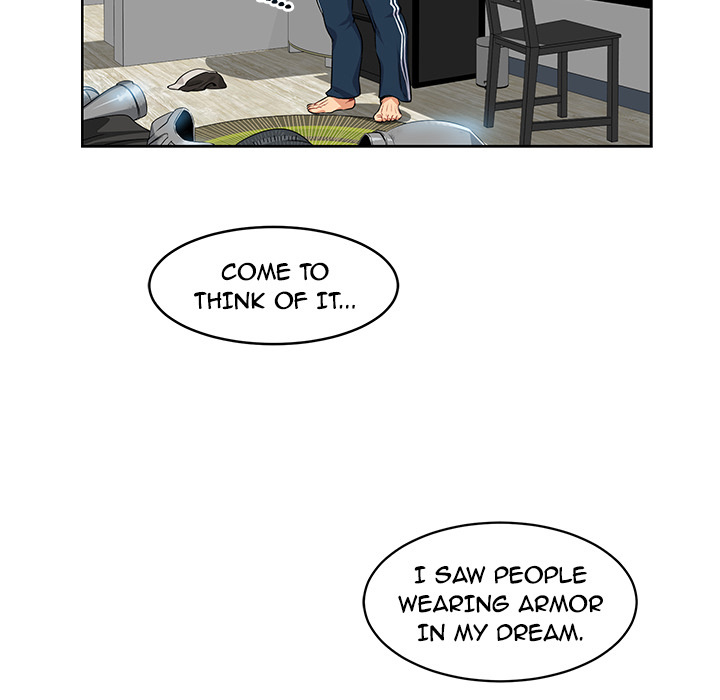 COME TO
THINK OF IT...
I SAW PEOPLE
WEARING ARMOR
IN MY DREAM.